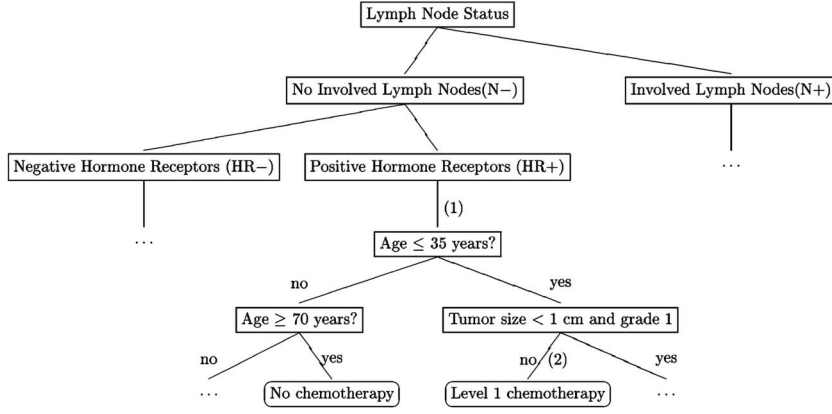 Lymph Node Status
No Involved Lymph Nodes(N−)
Involved Lymph Nodes(N+)
Negative Hormone Receptors (HR−)
Positive Hormone Receptors (HR+)
...
(1)
...
Age ≤ 35 years?
no
yes
Age ≥ 70 years?
Tumor size < 1 cm and grade 1
no
yes
no
(2)
yes
...
No chemotherapy
Level 1 chemotherapy
...